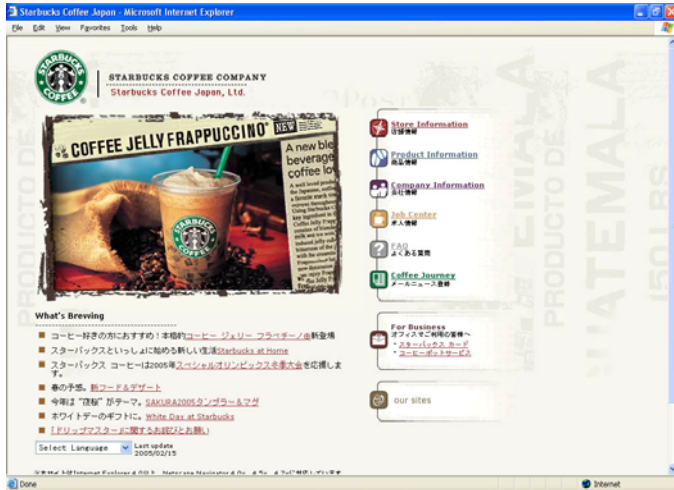 Starbucks Coffee Japan - Microsoft Internet Explorer
File Edit View Favorites Tools Help
STARBUCKS COFFEE
STARBUCKS COFFEE COMPANY
Starbucks Coffee Japan, Ltd.
COFFEE JELLY FRAPPUCCINO® NEW
A new ble
beverage
coffee lov
STARBUCKS COFFEE
Store Information
店舗情報
Product Information
商品情報
Company Information
会社情報
Job Center
求人情報
FAQ
よくある質問
Coffee Journey
メールニュース登録
For Business
オフィスでご利用の客様へ
・スターバックス カード
・コーヒーポットサービス
our sites
What's Brewing
コーヒー好きの方におすすめ!本格的コーヒー ジェリー フラペチーノ®新登場
スターバックスといっしょに始める新しい生活Starbucks at Home
スターバックス コーヒーは2005年スペシャルオリンピックス冬季大会を応援します。
春の予感。新フード&デザート
今年は "夜桜" がテーマ。SAKURA2005タンブラー&マグ
ホワイトデーのギフトに。White Day at Starbucks
「ドリップマスター」に関するお詫びとお願い
Select Language
Last update
2005/02/15
PRODUCTO DE
GUATEMALA
150 LBS
Done
Internet